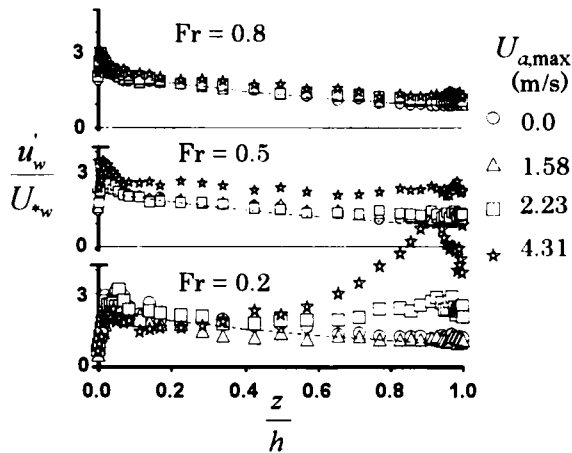 Fr = 0.8
3
0
U_{a,max}
(m/s)
○ 0.0
△ 1.58
□ 2.23
☆ 4.31
u'_w
U_{*w}
Fr = 0.5
3
0
Fr = 0.2
3
0
0.0 0.2 0.4 0.6 0.8 1.0
z
h